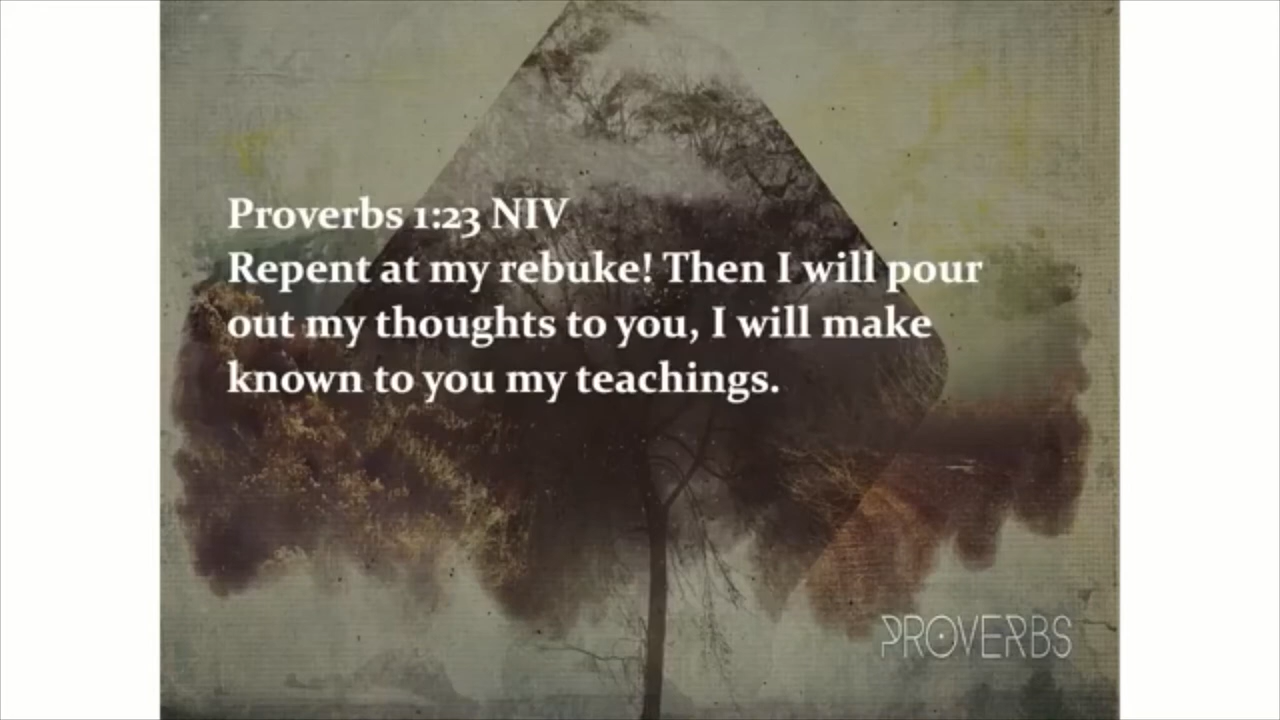 Proverbs 1:23 NIV
Repent at my rebuke! Then I will pour
out my thoughts to you, I will make
known to you my teachings.
PROVERBS